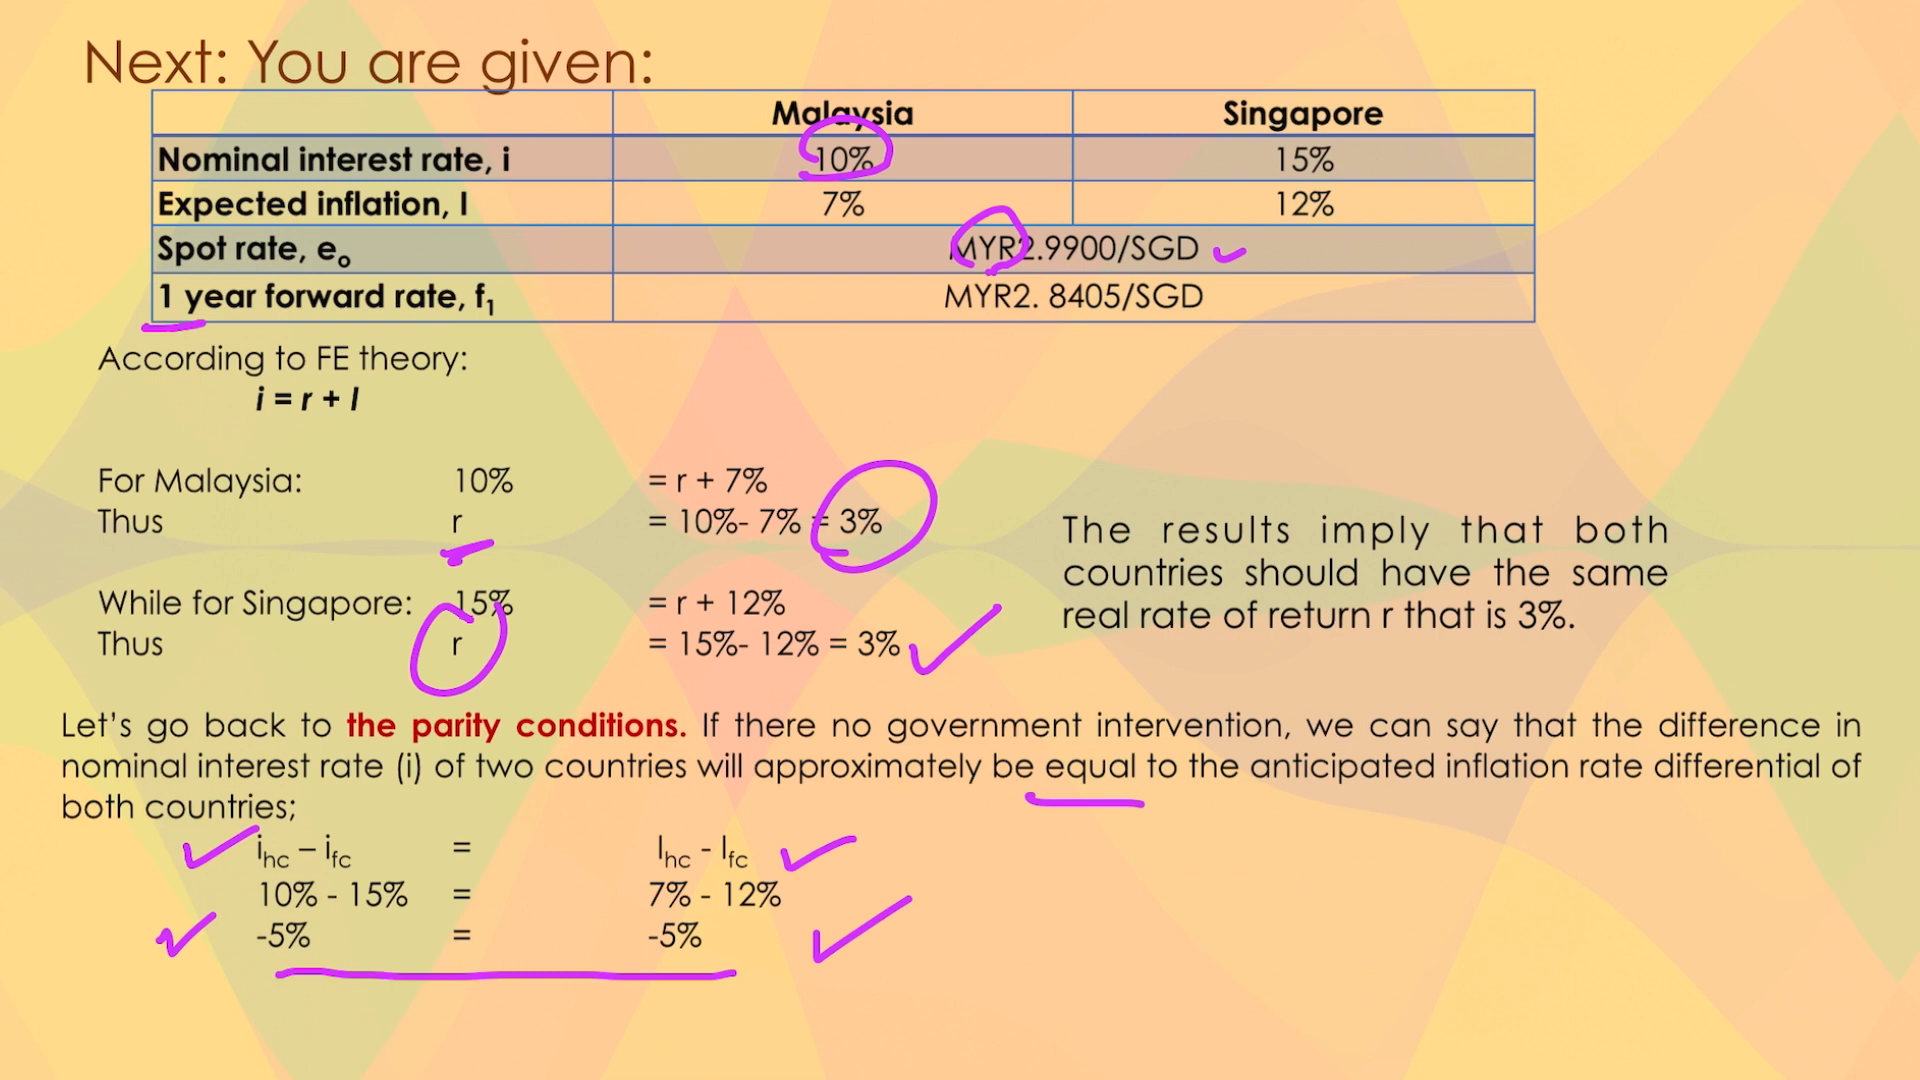 Next: You are given:
Malaysia Singapore
Nominal interest rate, i 10% 15%
Expected inflation, I 7% 12%
Spot rate, eo MYR2.9900/SGD
1 year forward rate, f1 MYR2. 8405/SGD
According to FE theory:
i = r + I
For Malaysia: 10% = r + 7%
Thus r = 10%- 7% = 3%
While for Singapore: 15% = r + 12%
Thus r = 15%- 12% = 3%
The results imply that both
countries should have the same
real rate of return r that is 3%.
Let's go back to the parity conditions. If there no government intervention, we can say that the difference in
nominal interest rate (i) of two countries will approximately be equal to the anticipated inflation rate differential of
both countries;
ihc – ifc = Ihc - Ifc
10% - 15% = 7% - 12%
-5% = -5%